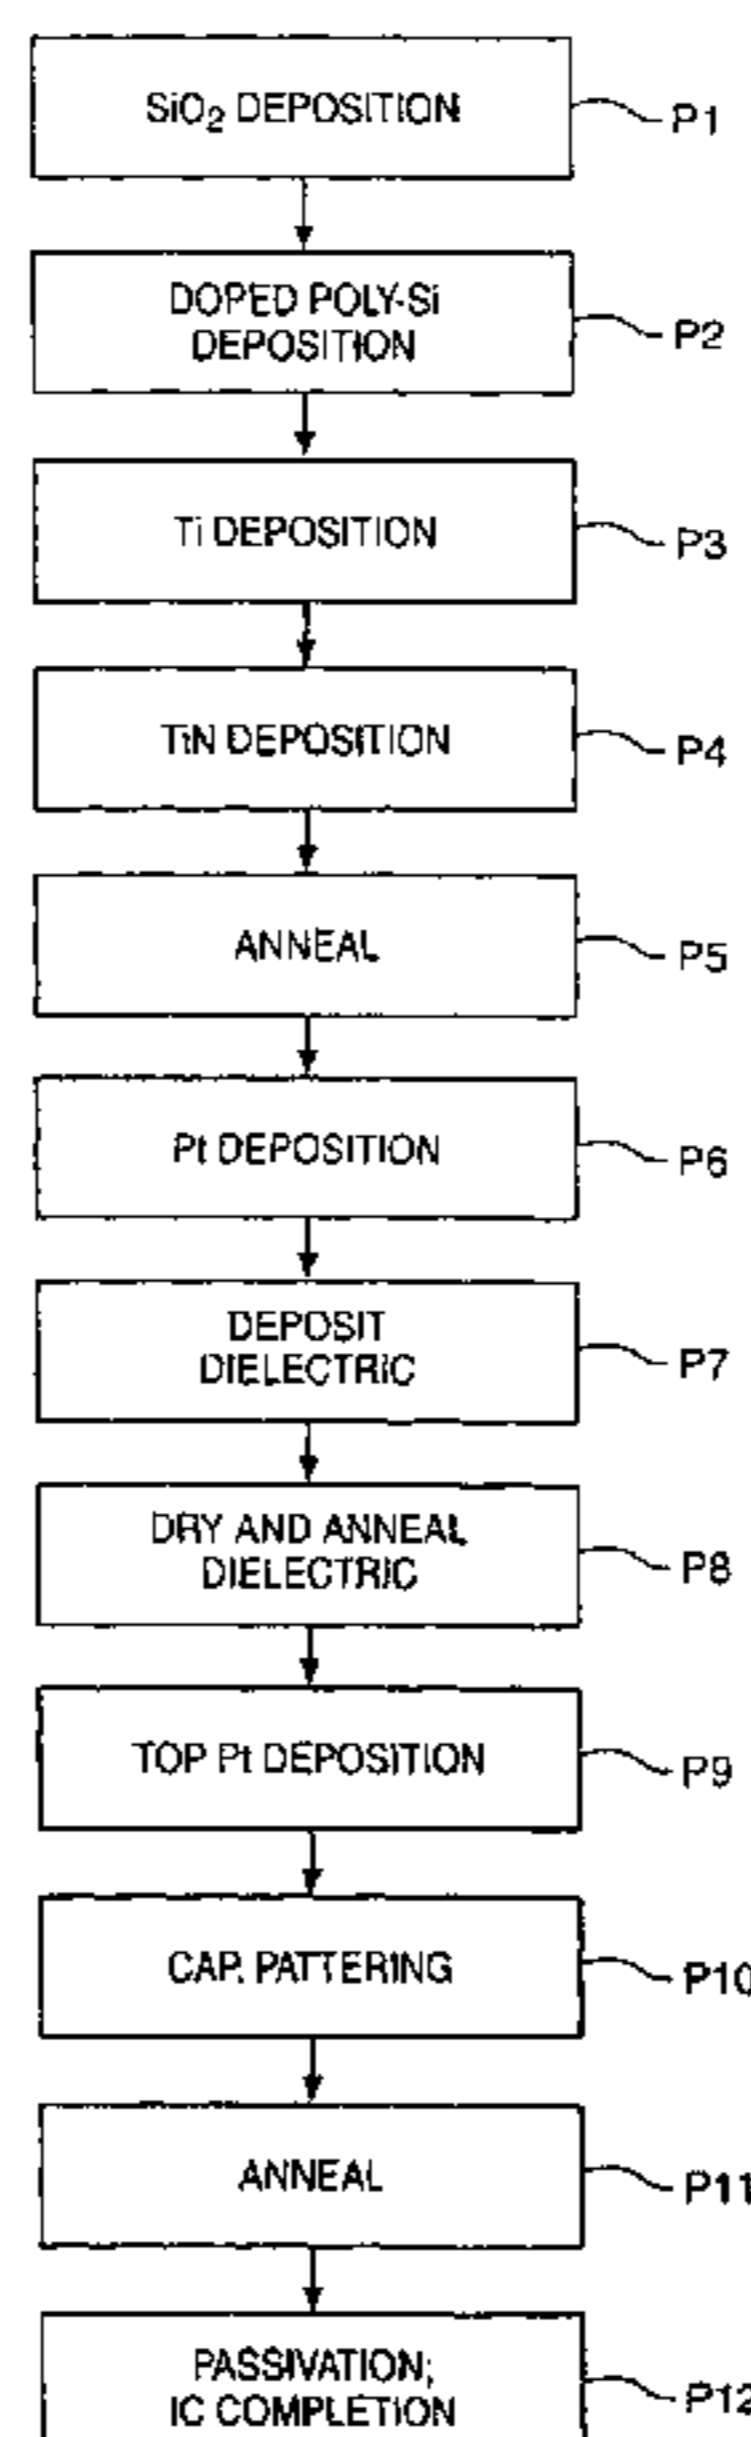 SiO₂ DEPOSITION
P1
DOPED POLY-Si
DEPOSITION
P2
Ti DEPOSITION
P3
TiN DEPOSITION
P4
ANNEAL
P5
Pt DEPOSITION
P6
DEPOSIT
DIELECTRIC
P7
DRY AND ANNEAL
DIELECTRIC
P8
TOP Pt DEPOSITION
P9
CAP. PATTERING
P10
ANNEAL
P11
PASSIVATION;
IC COMPLETION
P12